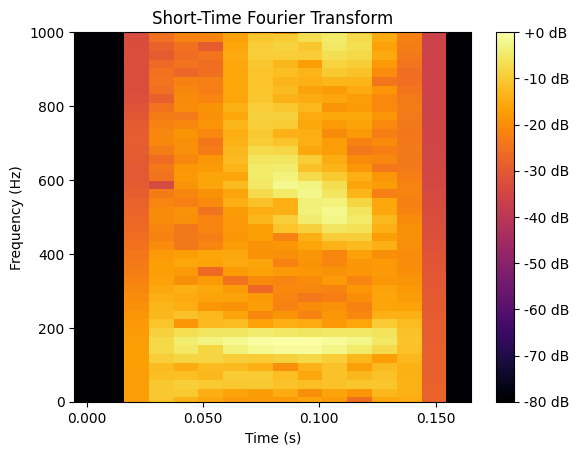 Short-Time Fourier Transform
1000
800
600
400
200
0
Frequency (Hz)
0.000
0.050
0.100
0.150
Time (s)
+0 dB
-10 dB
-20 dB
-30 dB
-40 dB
-50 dB
-60 dB
-70 dB
-80 dB